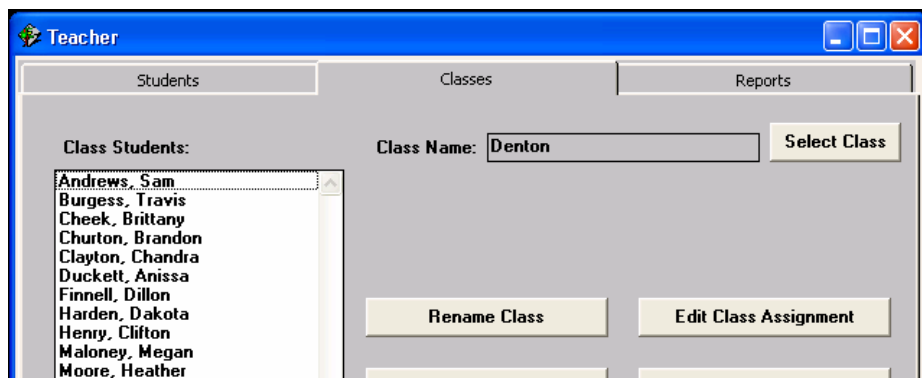 Teacher
Students Classes Reports
Class Students:
Class Name: Denton Select Class
Andrews, Sam
Burgess, Travis
Cheek, Brittany
Churton, Brandon
Clayton, Chandra
Duckett, Anissa
Finnell, Dillon
Harden, Dakota
Henry, Clifton
Maloney, Megan
Moore, Heather
Rename Class Edit Class Assignment